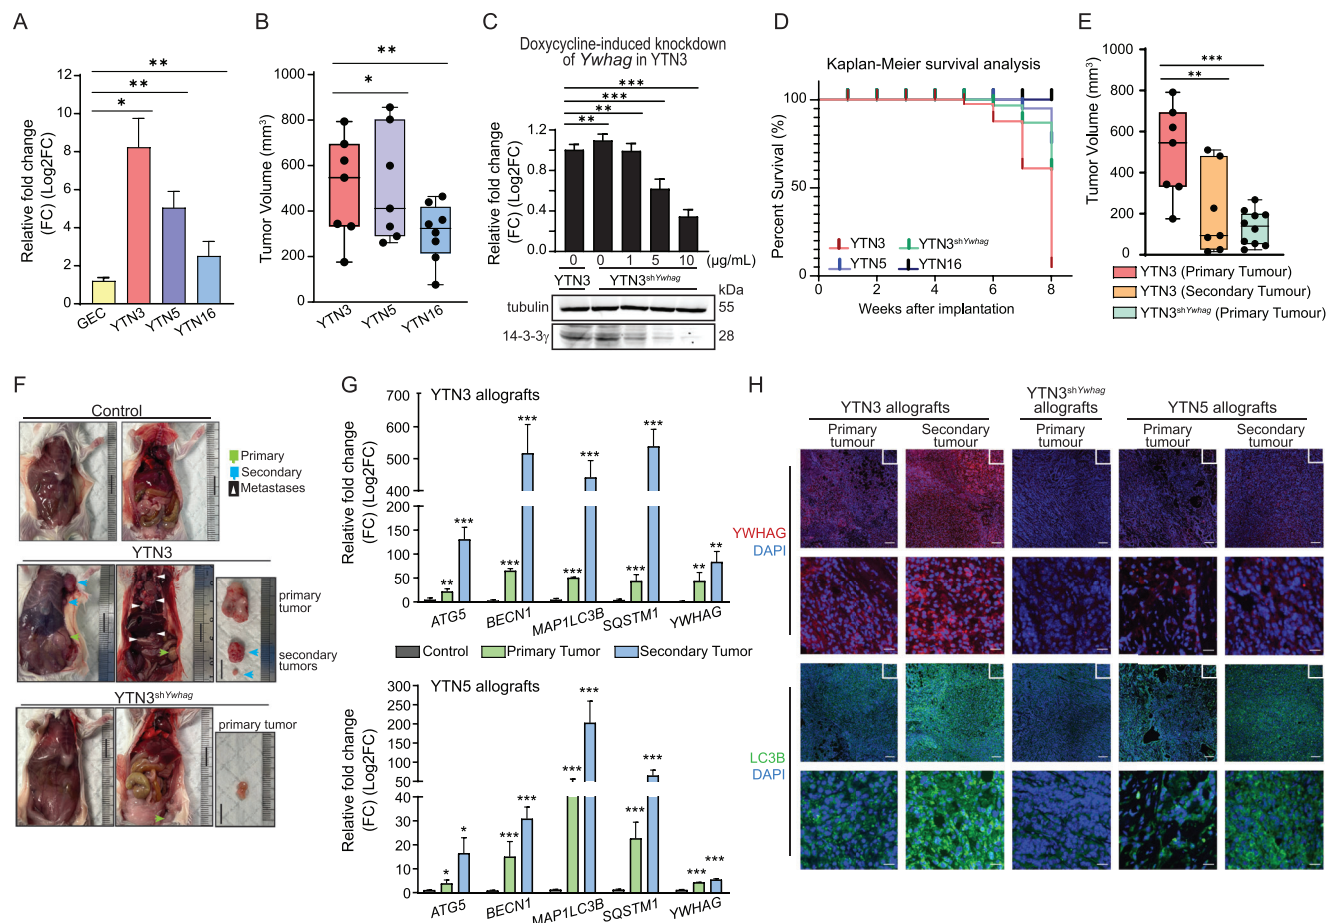 A
Relative fold change
(FC) (Log2FC)
12
10
8
6
4
2
0
**
**
*
GEC
YTN3
YTN5
YTN16
B
Tumor Volume (mm³)
1000
800
600
400
200
0
**
*
YTN3
YTN5
YTN16
C
Doxycycline-induced knockdown
of Ywhag in YTN3
Relative fold change
(FC) (Log2FC)
1.2
1.0
0.8
0.6
0.4
0.2
0
***
***
**
**
0 0 1 5 10 (µg/mL)
YTN3 YTN3shYwhag
kDa
tubulin 55
14-3-3γ 28
D
Kaplan-Meier survival analysis
Percent Survival (%)
100
50
0
YTN3 YTN3shYwhag
YTN5 YTN16
0 2 4 6 8
Weeks after implantation
E
Tumor Volume (mm³)
1000
800
600
400
200
0
***
**
YTN3 (Primary Tumour)
YTN3 (Secondary Tumour)
YTN3shYwhag (Primary Tumour)
F
Control
Primary
Secondary
Metastases
YTN3
primary
tumor
secondary
tumors
YTN3shYwhag
primary tumor
G
YTN3 allografts
Relative fold change
(FC) (Log2FC)
700
600
500
400
200
150
100
50
0
** ***
*** ***
*** ***
*** ***
** **
ATG5
BECN1
MAP1LC3B
SQSTM1
YWHAG
Control Primary Tumor Secondary Tumor
YTN5 allografts
Relative fold change
(FC) (Log2FC)
300
250
200
150
100
50
40
30
20
10
0
* *
*** ***
*** ***
*** ***
*** ***
ATG5
BECN1
MAP1LC3B
SQSTM1
YWHAG
H
YTN3 allografts
YTN3shYwhag
allografts
YTN5 allografts
Primary
tumour
Secondary
tumour
Primary
tumour
Primary
tumour
Secondary
tumour
YWHAG
DAPI
LC3B
DAPI